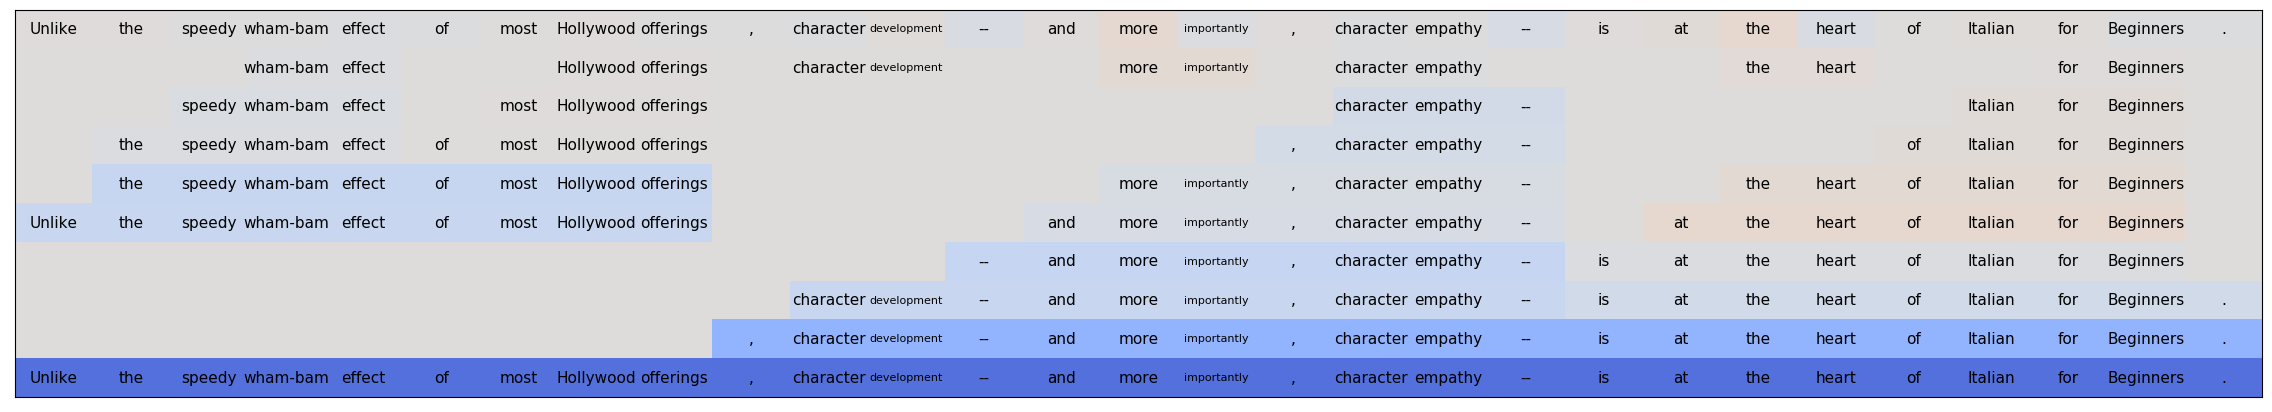 Unlike the speedy wham-bam effect of most Hollywood offerings , character development -- and more importantly , character empathy -- is at the heart of Italian for Beginners .
wham-bam effect Hollywood offerings character development more importantly character empathy the heart for Beginners
speedy wham-bam effect most Hollywood offerings character empathy -- Italian for Beginners
the speedy wham-bam effect of most Hollywood offerings , character empathy -- of Italian for Beginners
the speedy wham-bam effect of most Hollywood offerings more importantly , character empathy -- the heart of Italian for Beginners
Unlike the speedy wham-bam effect of most Hollywood offerings and more importantly , character empathy -- at the heart of Italian for Beginners
-- and more importantly , character empathy -- is at the heart of Italian for Beginners
character development -- and more importantly , character empathy -- is at the heart of Italian for Beginners .
, character development -- and more importantly , character empathy -- is at the heart of Italian for Beginners .
Unlike the speedy wham-bam effect of most Hollywood offerings , character development -- and more importantly , character empathy -- is at the heart of Italian for Beginners .